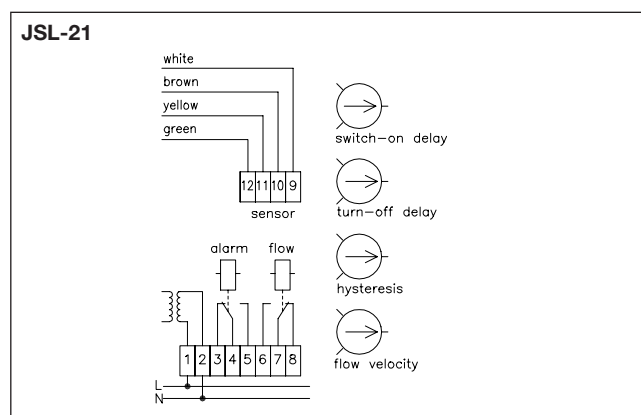 JSL-21
white
brown
yellow
green
12 11 10 9
sensor
switch-on delay
turn-off delay
alarm flow
hysteresis
1 2 3 4 5 6 7 8
flow velocity
L
N